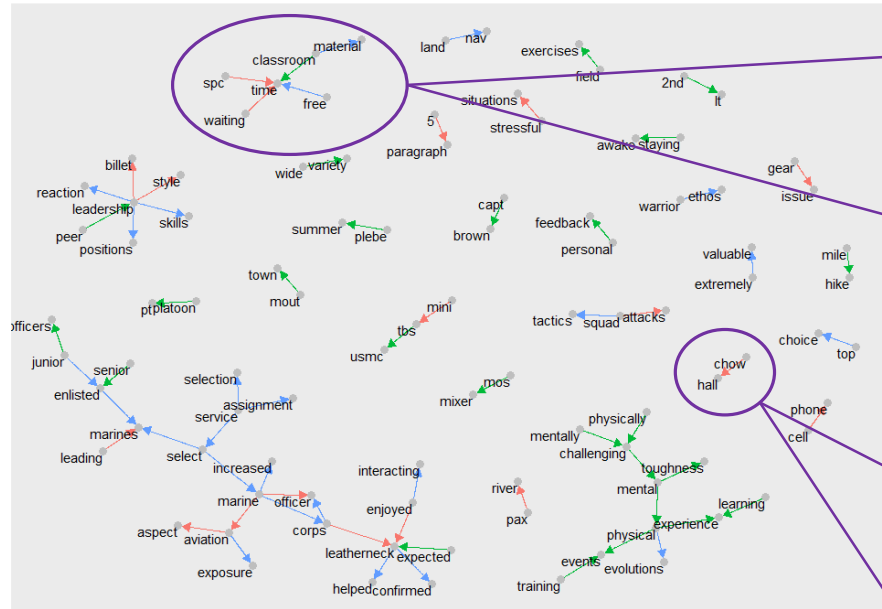 material
land
nav
classroom
exercises
spc
time
field
2nd
free
situations
lt
waiting
5
stressful
paragraph
awake
staying
billet
wide
variety
gear
style
reaction
issue
leadership
capt
warrior
ethos
skills
feedback
peer
summer
plebe
brown
positions
personal
valuable
mile
town
extremely
hike
mout
pt
platoon
mini
tactics
squad
attacks
officers
tbs
choice
usmc
top
junior
senior
chow
selection
mos
hall
enlisted
mixer
assignment
phone
service
physically
marines
mentally
cell
leading
select
challenging
increased
interacting
toughness
river
mental
marine
officer
enjoyed
learning
pax
aspect
corps
experience
aviation
physical
leatherneck
expected
events
exposure
evolutions
helped
confirmed
training